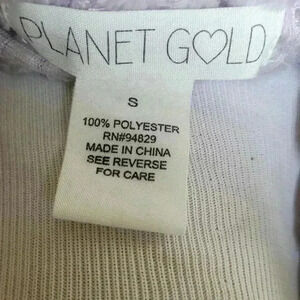 PLANET GOLD
S
100% POLYESTER
RN#94829
MADE IN CHINA
SEE REVERSE
FOR CARE